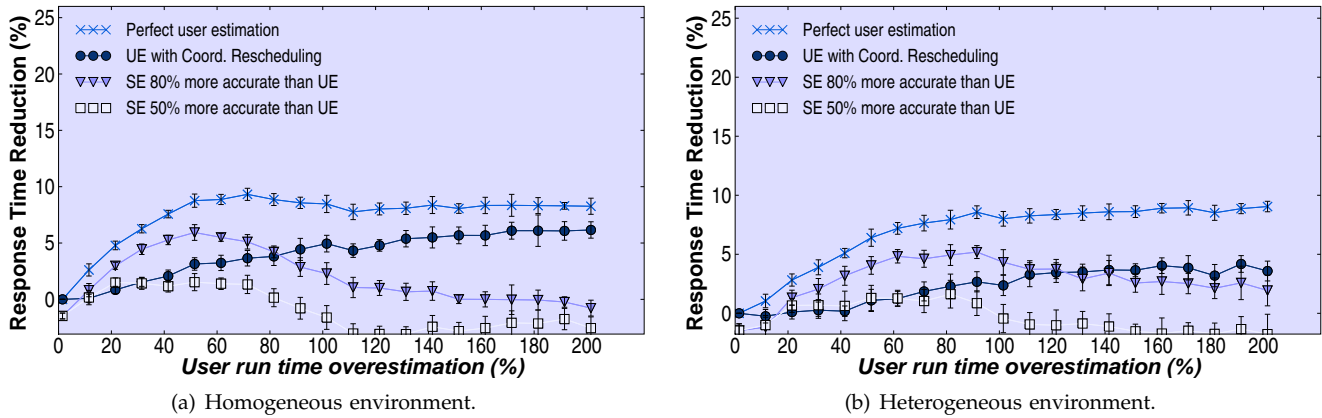 Response Time Reduction (%)
25
20
15
10
5
0
Perfect user estimation
UE with Coord. Rescheduling
SE 80% more accurate than UE
SE 50% more accurate than UE
0 20 40 60 80 100 120 140 160 180 200
User run time overestimation (%)
(a) Homogeneous environment.
Response Time Reduction (%)
25
20
15
10
5
0
Perfect user estimation
UE with Coord. Rescheduling
SE 80% more accurate than UE
SE 50% more accurate than UE
0 20 40 60 80 100 120 140 160 180 200
User run time overestimation (%)
(b) Heterogeneous environment.